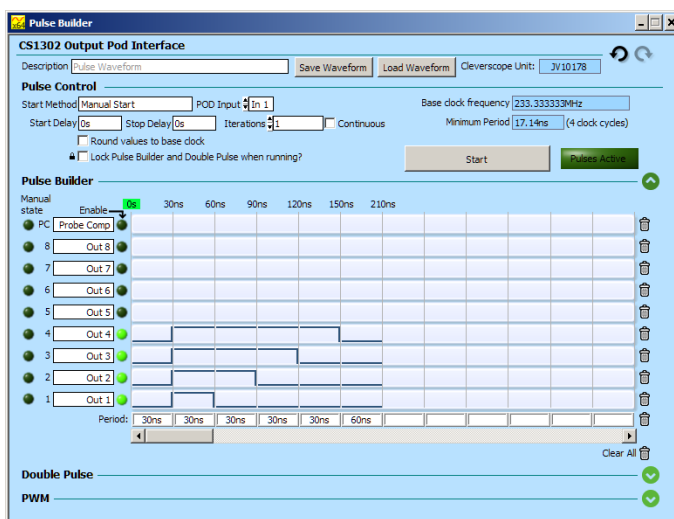 x64 Pulse Builder
CS1302 Output Pod Interface
Description Pulse Waveform Save Waveform Load Waveform Cleverscope Unit: JV10178
Pulse Control
Start Method Manual Start POD Input In 1 Base clock frequency 233.333333MHz
Start Delay 0s Stop Delay 0s Iterations 1 Continuous Minimum Period 17.14ns (4 clock cycles)
Round values to base clock
Lock Pulse Builder and Double Pulse when running? Start Pulses Active
Pulse Builder
Manual state Enable 0s 30ns 60ns 90ns 120ns 150ns 210ns
PC Probe Comp
8 Out 8
7 Out 7
6 Out 6
5 Out 5
4 Out 4
3 Out 3
2 Out 2
1 Out 1
Period: 30ns 30ns 30ns 30ns 30ns 60ns
Clear All
Double Pulse
PWM